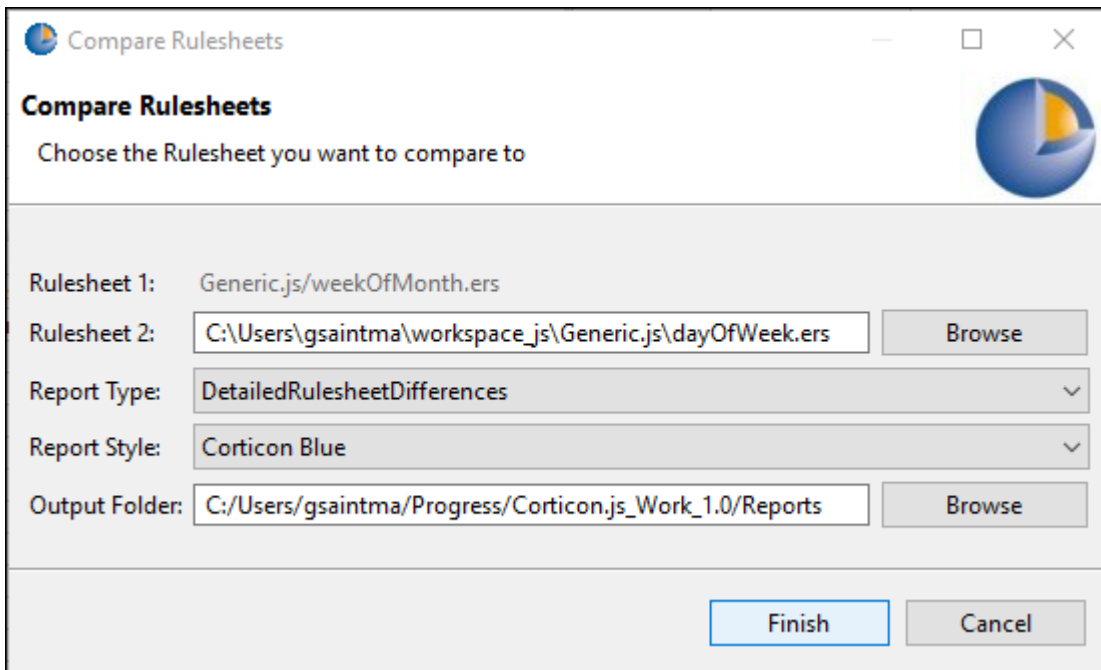 Compare Rulesheets
Compare Rulesheets
Choose the Rulesheet you want to compare to
Rulesheet 1: Generic.js/weekOfMonth.ers
Rulesheet 2: C:\Users\gsaintma\workspace_js\Generic.js\dayOfWeek.ers Browse
Report Type: DetailedRulesheetDifferences
Report Style: Corticon Blue
Output Folder: C:/Users/gsaintma/Progress/Corticon.js_Work_1.0/Reports Browse
Finish Cancel